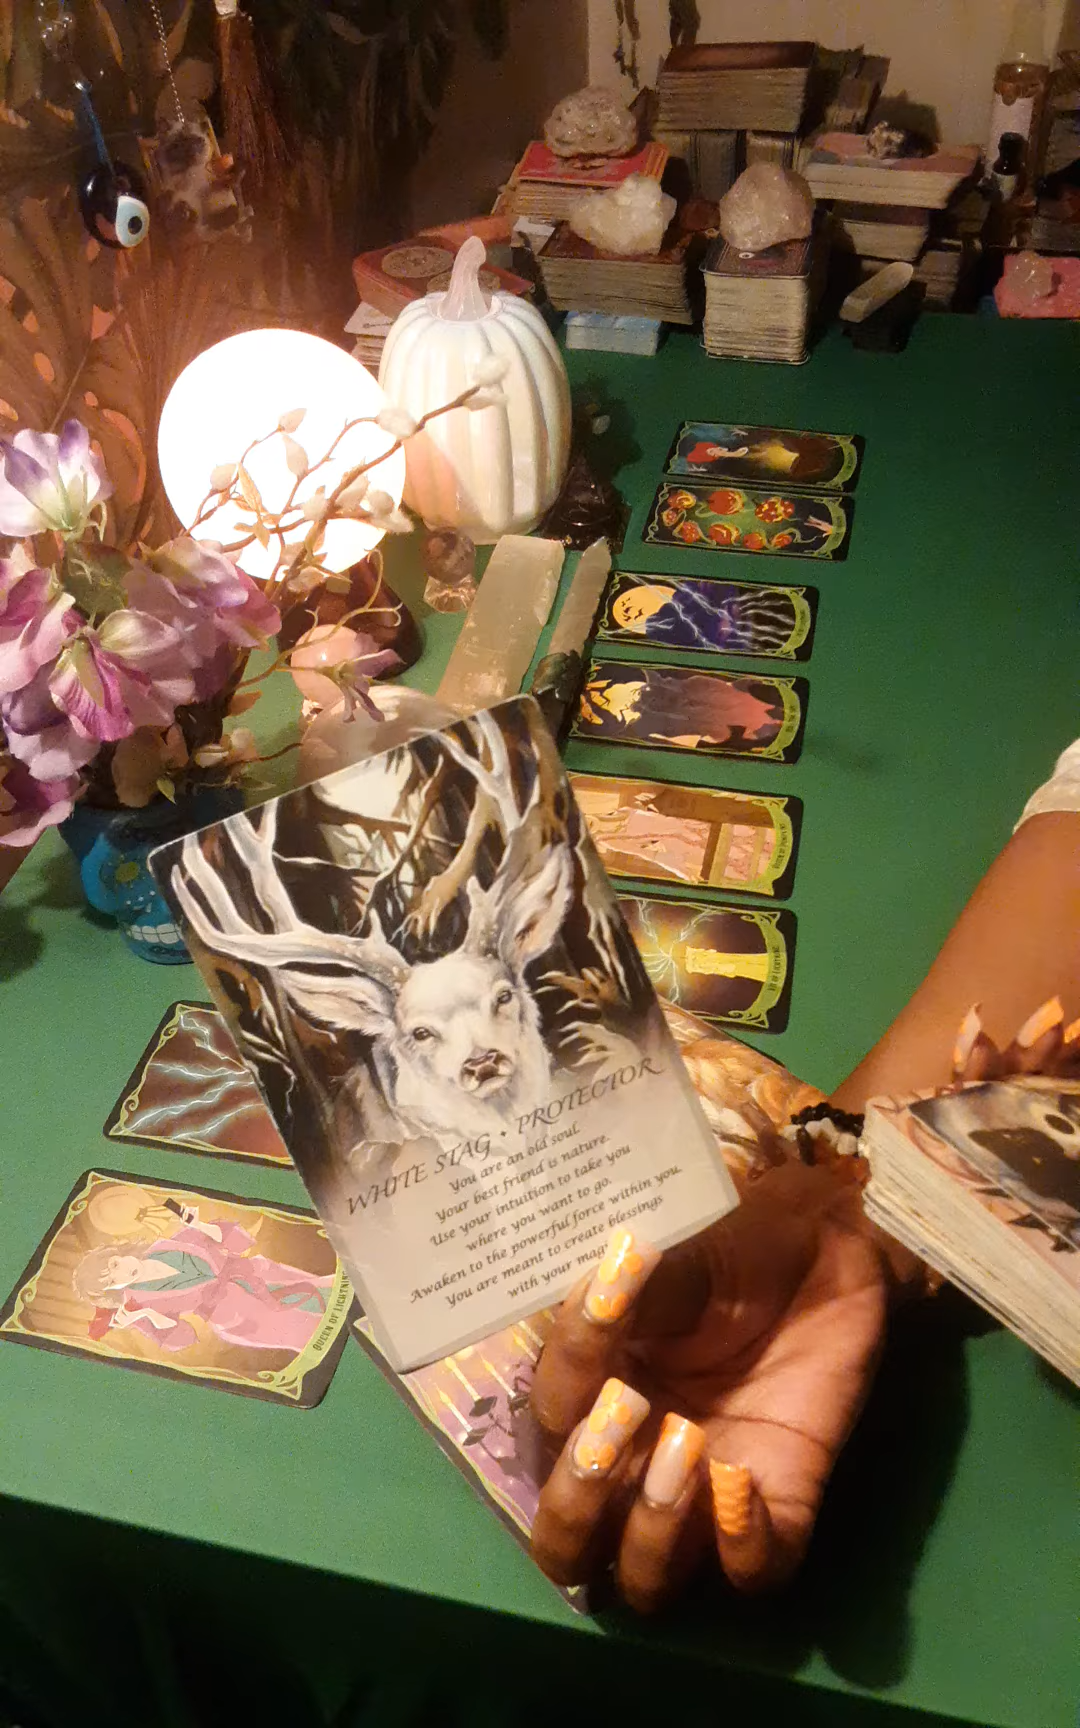 WHITE STAG • PROTECTOR
You are an old soul.
Your best friend is nature.
Use your intuition to take you
where you want to go.
Awaken to the powerful force within you.
You are meant to create blessings
with your
QUEEN OF LIGHTNING
OF LIGHTNING